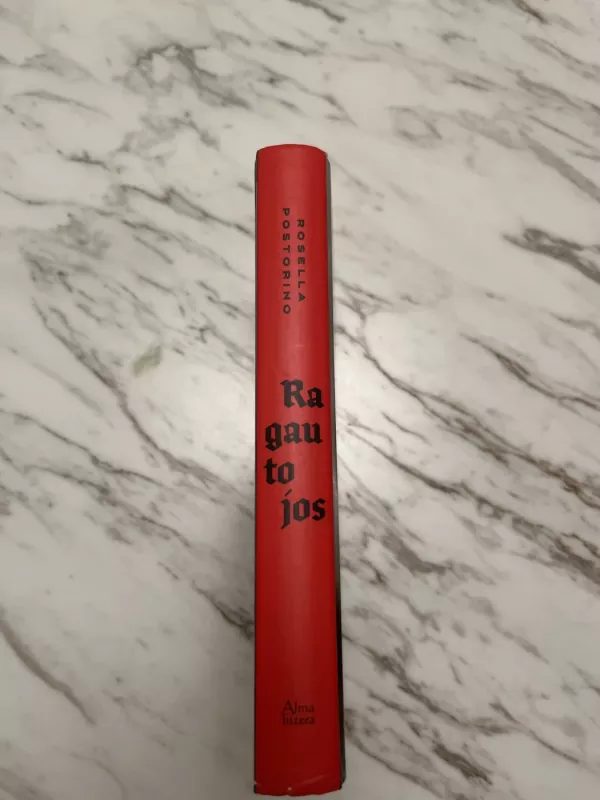 ROSELLA
POSTORINO
Ra
gau
to
jos
Alma
littera